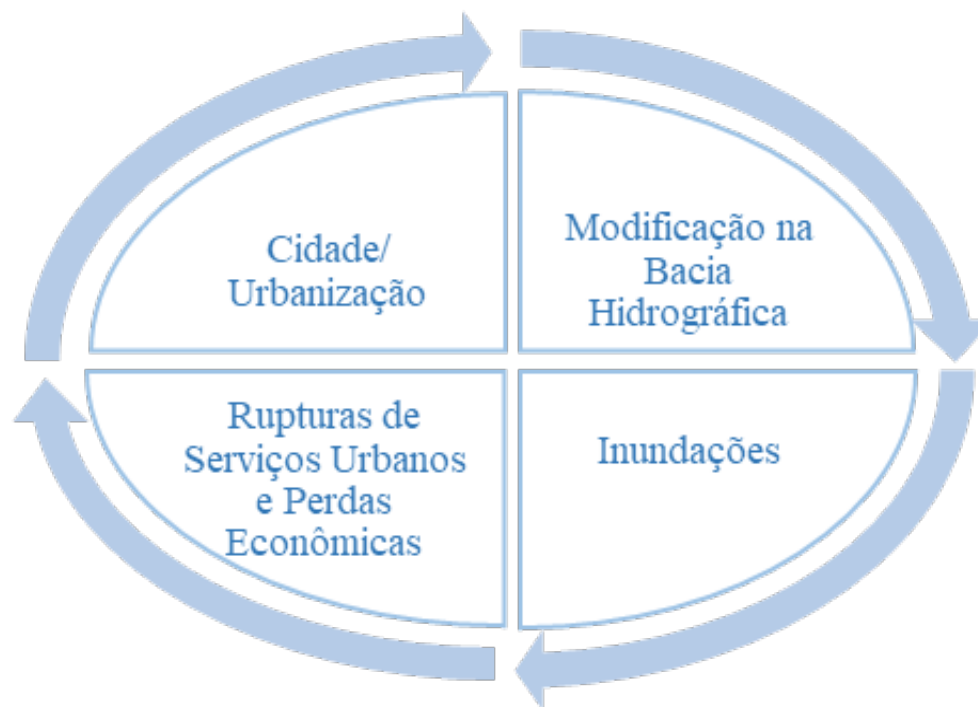 Cidade/
Urbanização
Modificação na
Bacia
Hidrográfica
Rupturas de
Serviços Urbanos
e Perdas
Econômicas
Inundações